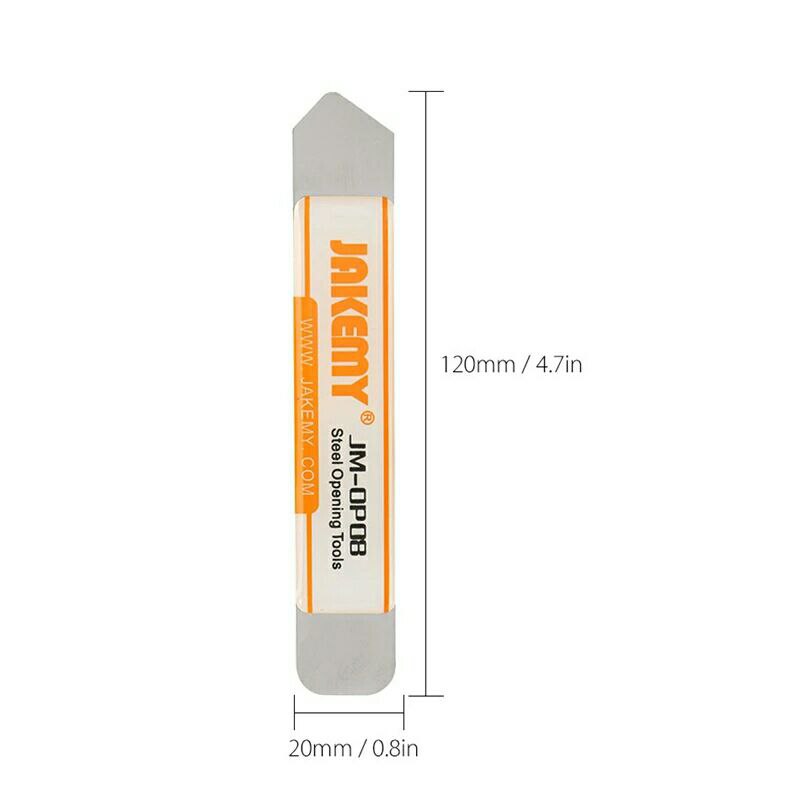 JAKEMY®
JM-OP08
Steel Opening Tools
WWW. JAKEMY. COM
120mm / 4.7in
20mm / 0.8in